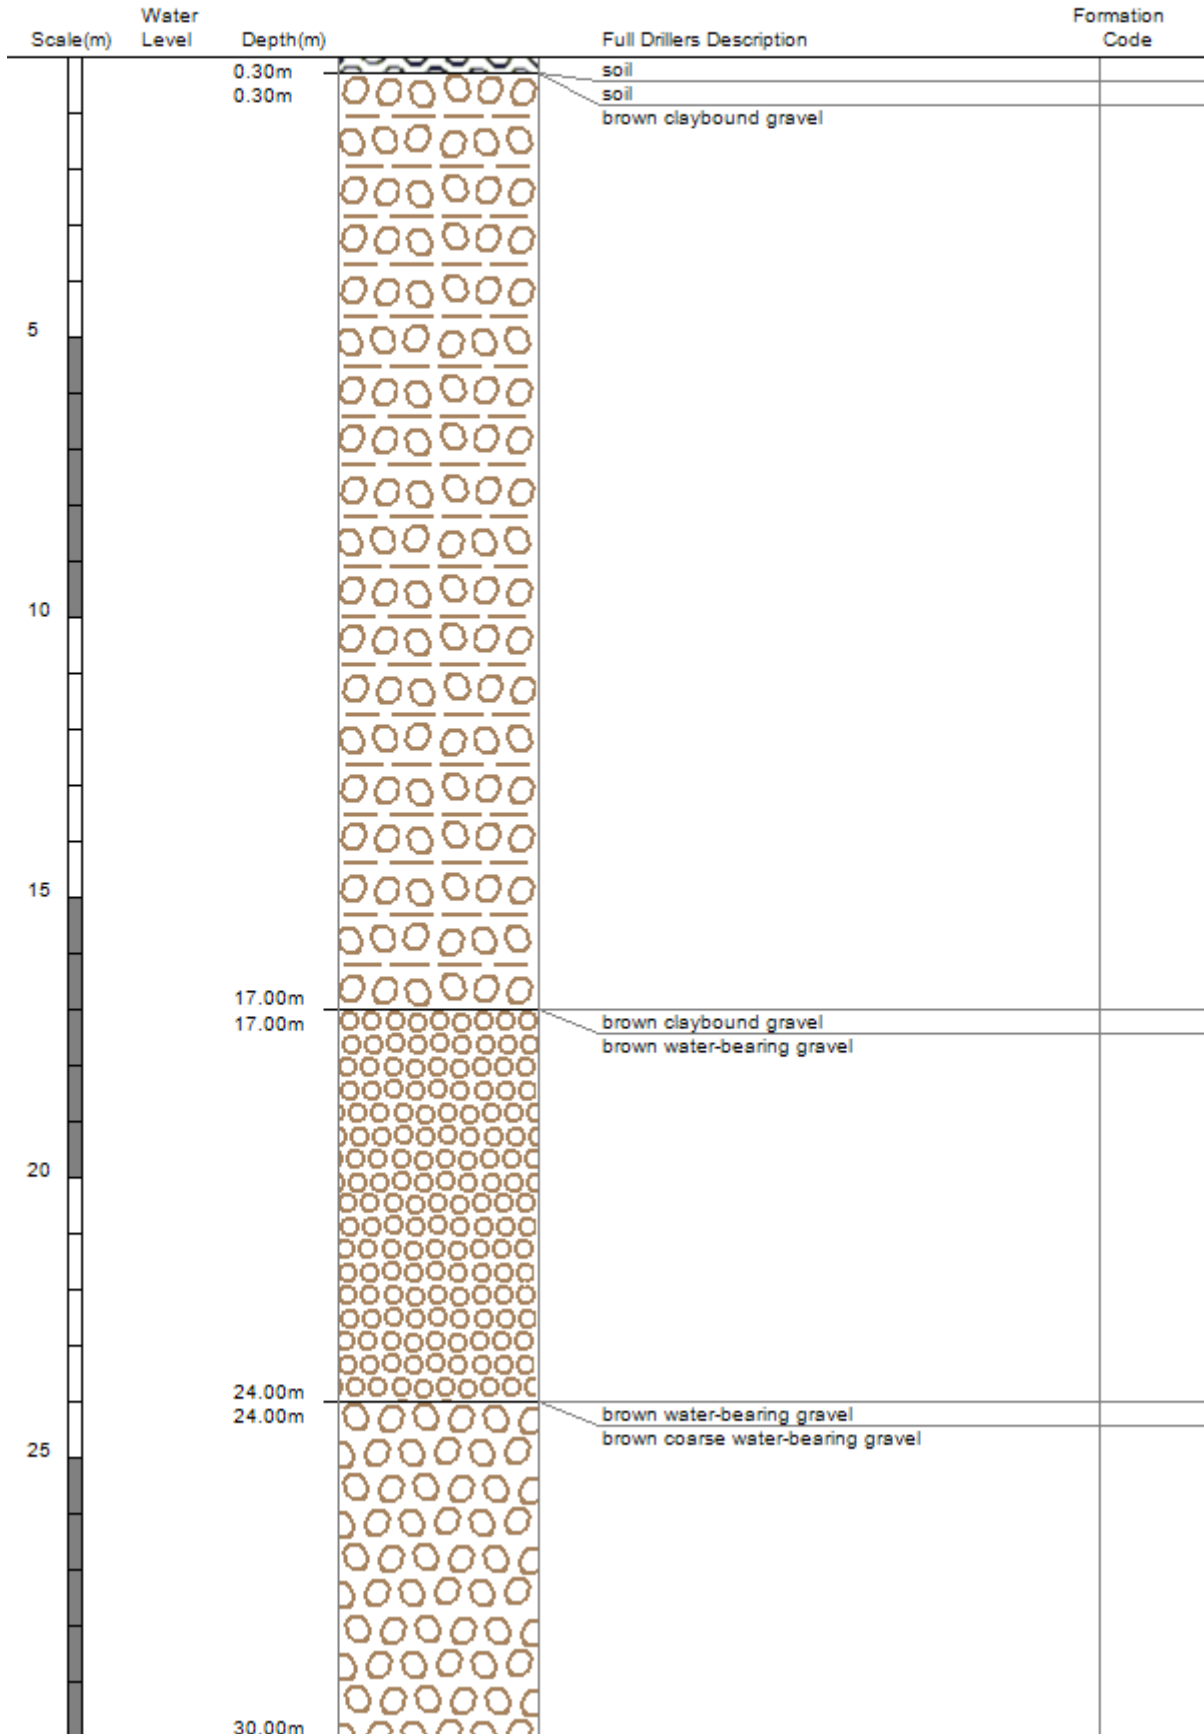 Water
Formation
Scale(m) Level Depth(m) Full Drillers Description Code
0.30m soil
0.30m soil
brown claybound gravel
5
10
15
17.00m
17.00m brown claybound gravel
brown water-bearing gravel
20
24.00m
24.00m brown water-bearing gravel
brown coarse water-bearing gravel
25
30.00m